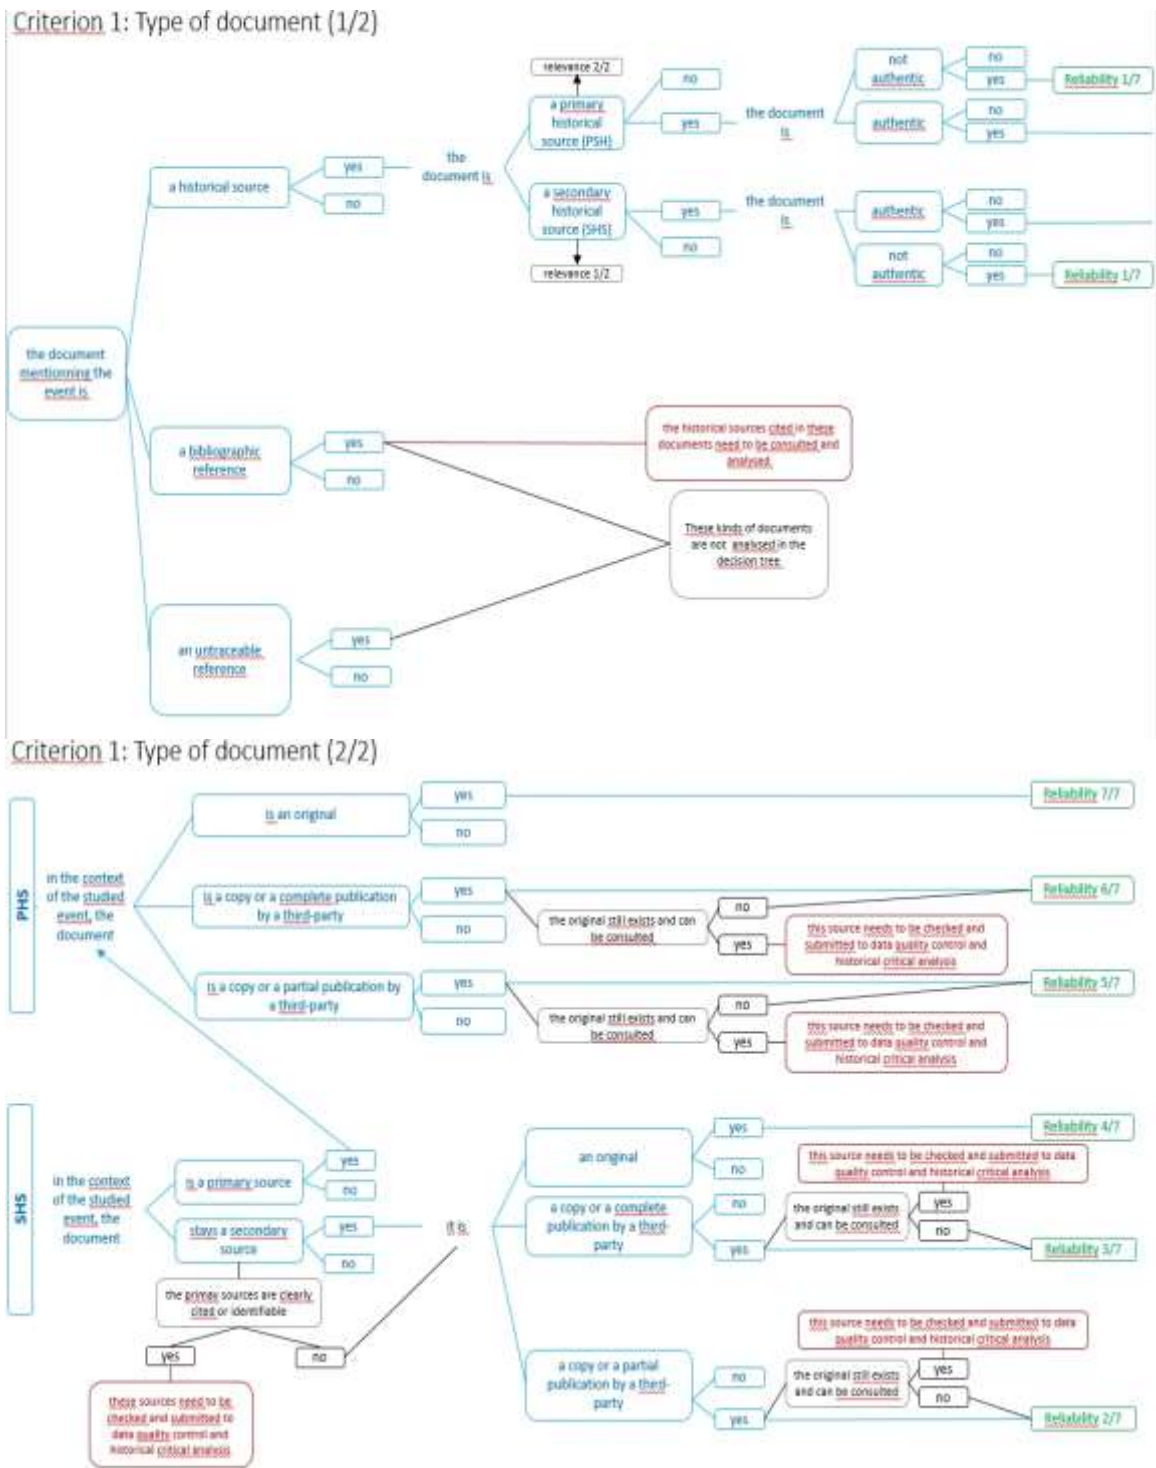 Criterion 1: Type of document (1/2)
relevance 2/2
a primary
historical
source (PSH)
no
yes
the document
is
not
authentic
no
yes
Reliability 1/7
authentic
no
yes
a historical source
yes
no
the
document is
a secondary
historical
source (SHS)
yes
no
the document
is
authentic
no
yes
not
authentic
no
yes
Reliability 1/7
relevance 1/2
the document
mentionning the
event is
a bibliographic
reference
yes
no
the historical sources cited in these
documents need to be consulted and
analysed
These kinds of documents
are not analysed in the
decision tree
an untraceable
reference
yes
no
Criterion 1: Type of document (2/2)
PHS
in the context
of the studied
event, the
document
is an original
yes
no
Reliability 7/7
is a copy or a complete publication
by a third-party
yes
no
the original still exists and can
be consulted
no
yes
Reliability 6/7
this source needs to be checked and
submitted to data quality control and
historical critical analysis
is a copy or a partial publication by
a third-party
yes
no
the original still exists and can
be consulted
no
yes
Reliability 5/7
this source needs to be checked and
submitted to data quality control and
historical critical analysis
SHS
in the context
of the studied
event, the
document
is a primary source
yes
no
stays a secondary
source
yes
no
the primay sources are clearly
cited or identifiable
yes
no
these sources need to be
checked and submitted to
data quality control and
historical critical analysis
it is
an original
yes
no
Reliability 4/7
this source needs to be checked and submitted to data
quality control and historical critical analysis
a copy or a complete
publication by a third-
party
no
yes
the original still exists
and can be consulted
yes
no
Reliability 3/7
this source needs to be checked and submitted to data
quality control and historical critical analysis
a copy or a partial
publication by a third-
party
no
yes
the original still exists
and can be consulted
yes
no
Reliability 2/7